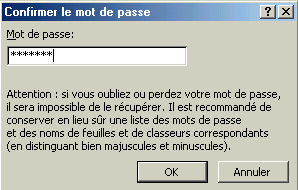 Confirmer le mot de passe
Mot de passe:
*******
Attention : si vous oubliez ou perdez votre mot de passe,
il sera impossible de le récupérer. Il est recommandé de
conserver en lieu sûr une liste des mots de passe
et des noms de feuilles et de classeurs correspondants
(en distinguant bien majuscules et minuscules).
OK
Annuler